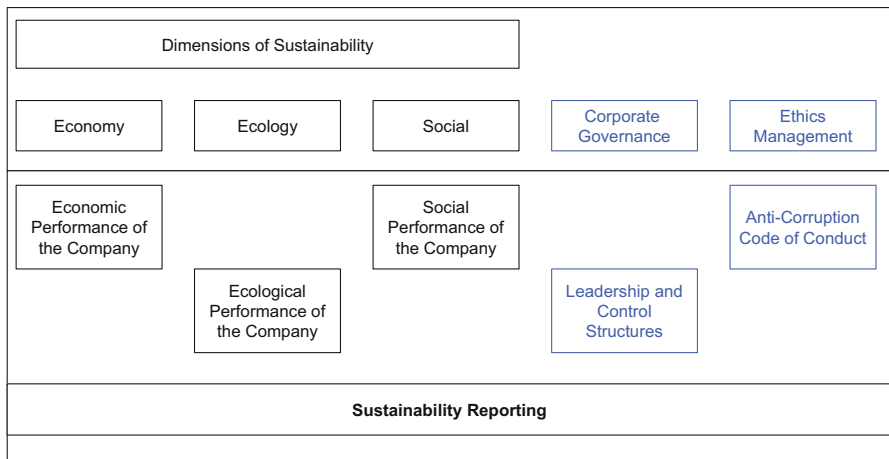 Dimensions of Sustainability
Economy
Ecology
Social
Corporate
Governance
Ethics
Management
Economic
Performance of
the Company
Social
Performance of
the Company
Anti-Corruption
Code of Conduct
Ecological
Performance of
the Company
Leadership and
Control
Structures
Sustainability Reporting